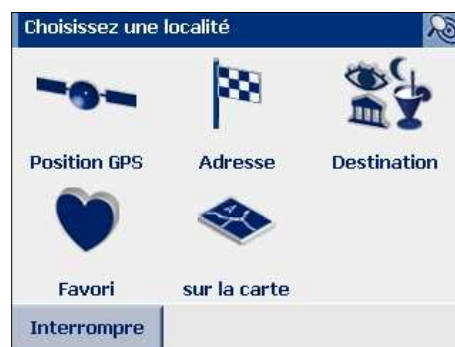 Choisissez une localité
Position GPS
Adresse
Destination
Favori
sur la carte
Interrompre